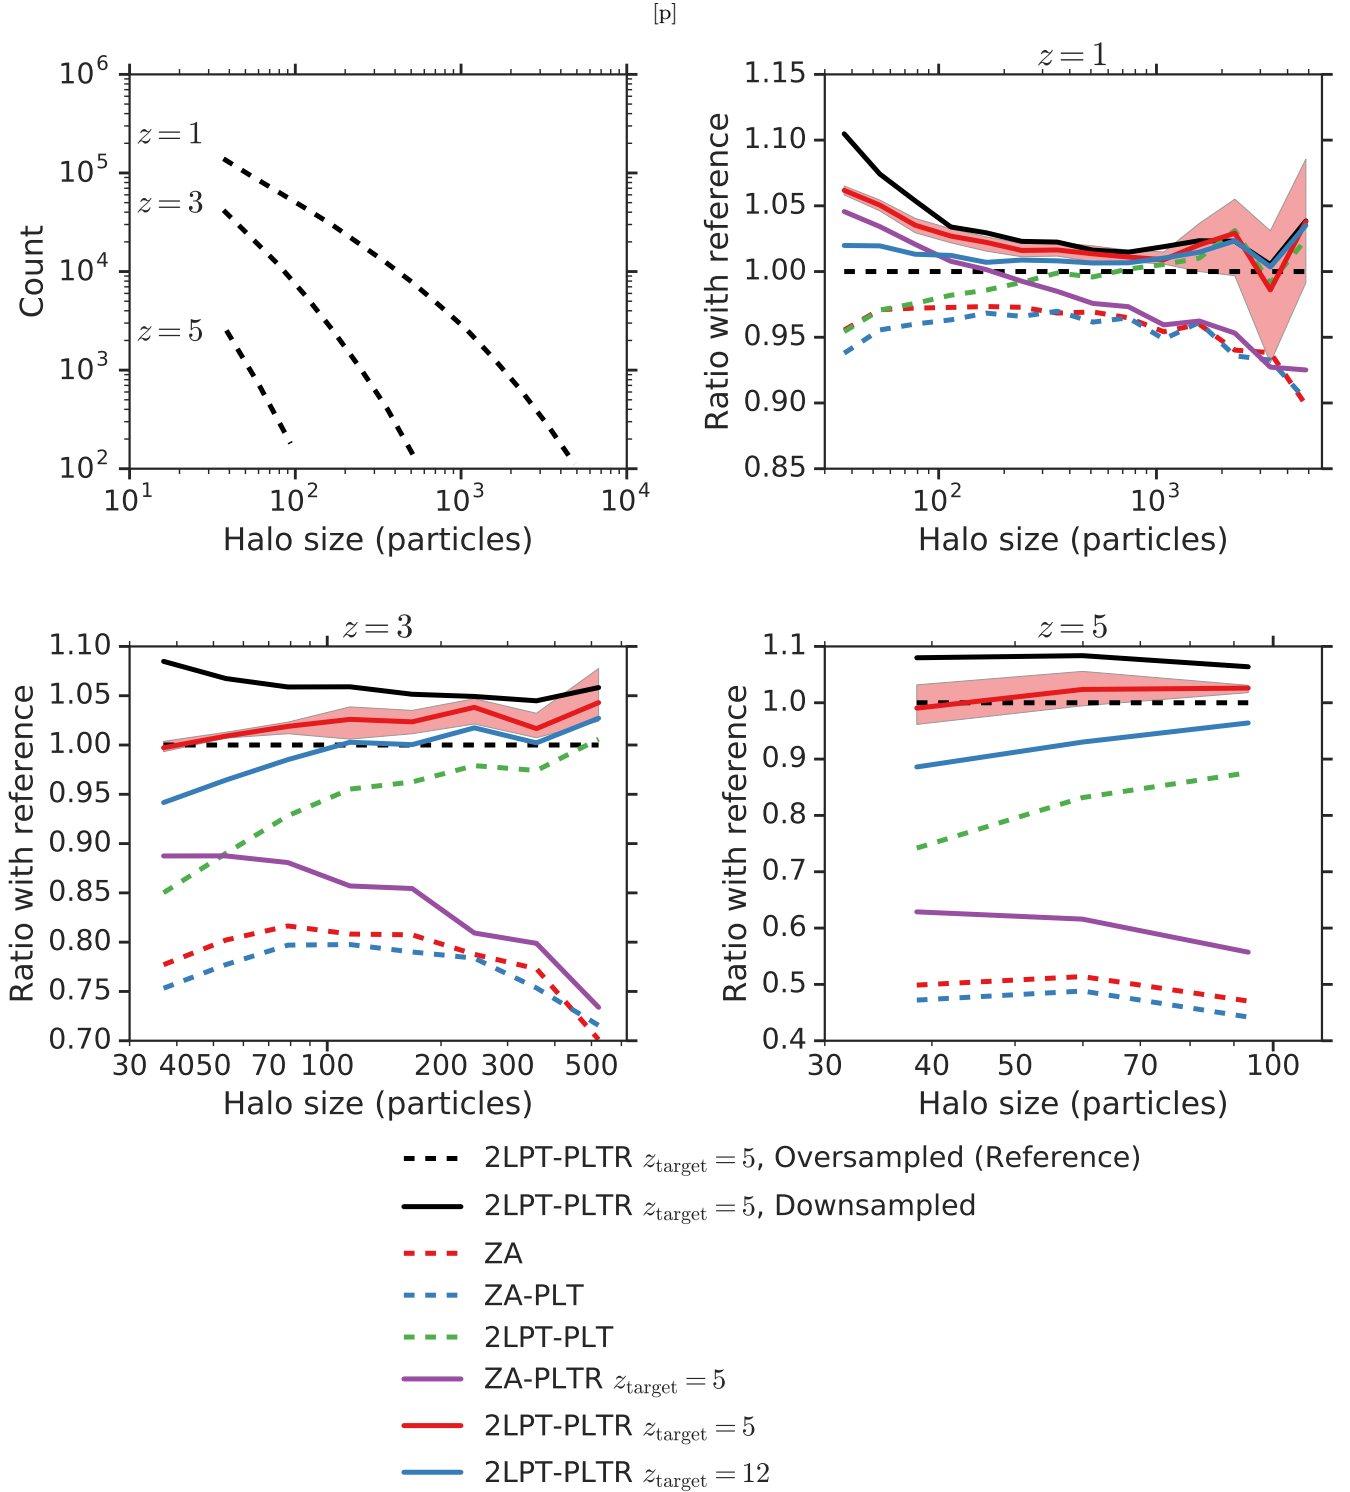 [p]
10^6
10^5
10^4
10^3
10^2
Count
z = 1
z = 3
z = 5
10^1 10^2 10^3 10^4
Halo size (particles)
z = 1
1.15
1.10
1.05
1.00
0.95
0.90
0.85
Ratio with reference
10^2 10^3
Halo size (particles)
z = 3
1.10
1.05
1.00
0.95
0.90
0.85
0.80
0.75
0.70
Ratio with reference
30 40 50 70 100 200 300 500
Halo size (particles)
z = 5
1.1
1.0
0.9
0.8
0.7
0.6
0.5
0.4
Ratio with reference
30 40 50 70 100
Halo size (particles)
2LPT-PLTR z_target = 5, Oversampled (Reference)
2LPT-PLTR z_target = 5, Downsampled
ZA
ZA-PLT
2LPT-PLT
ZA-PLTR z_target = 5
2LPT-PLTR z_target = 5
2LPT-PLTR z_target = 12